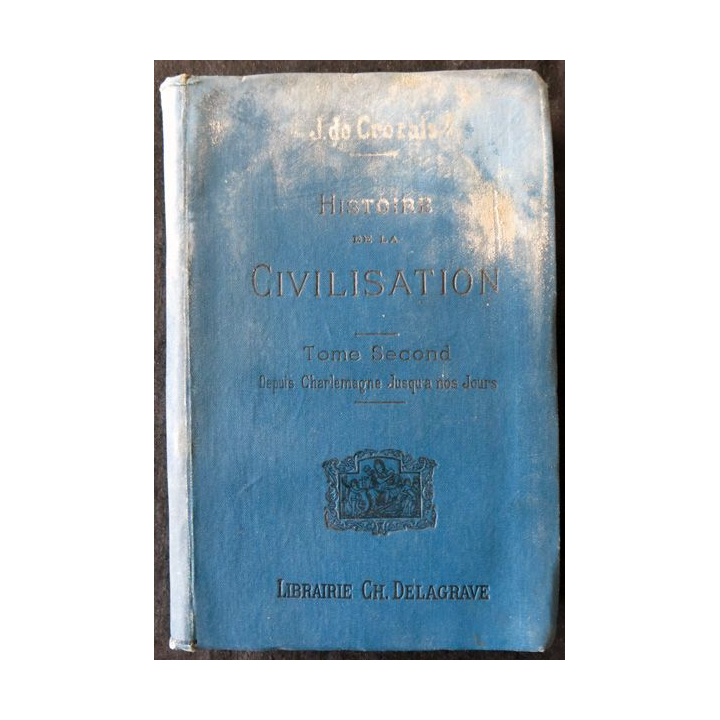 J. de Crozals
HISTOIRE
DE LA
CIVILISATION
Tome Second
Depuis Charlemagne Jusqu'a nos Jours
LIBRAIRIE CH. DELAGRAVE